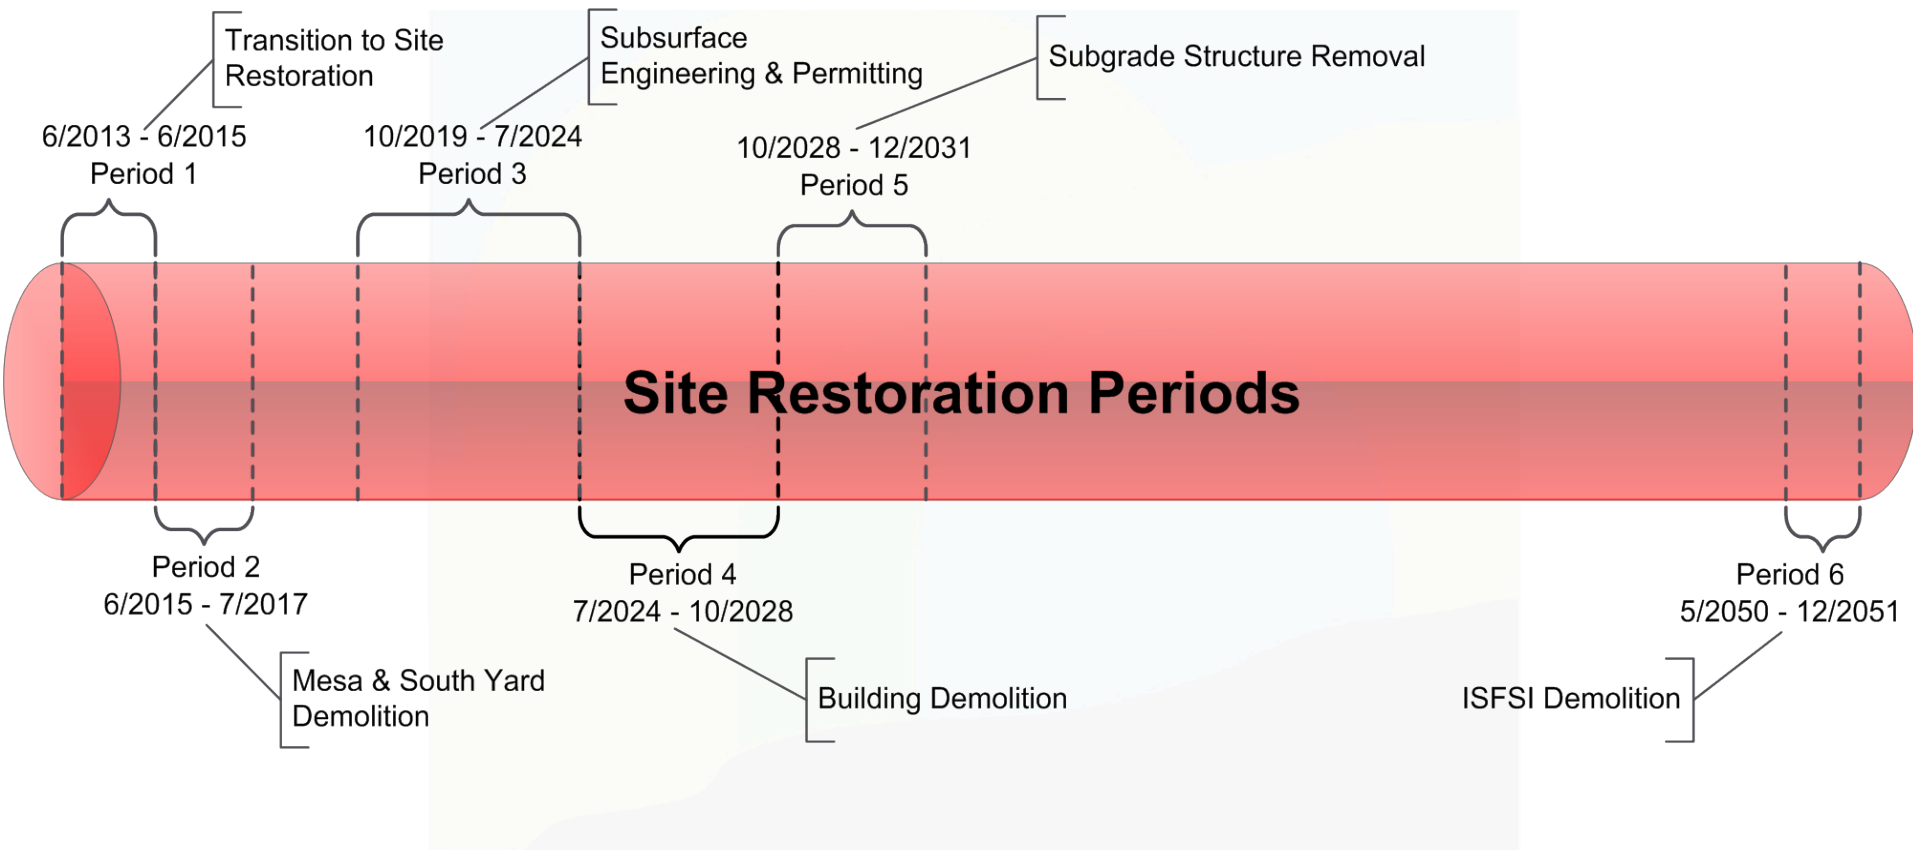 Transition to Site
Restoration
6/2013 - 6/2015
Period 1
Subsurface
Engineering & Permitting
10/2019 - 7/2024
Period 3
Subgrade Structure Removal
10/2028 - 12/2031
Period 5
Site Restoration Periods
Period 2
6/2015 - 7/2017
Mesa & South Yard
Demolition
Period 4
7/2024 - 10/2028
Building Demolition
Period 6
5/2050 - 12/2051
ISFSI Demolition